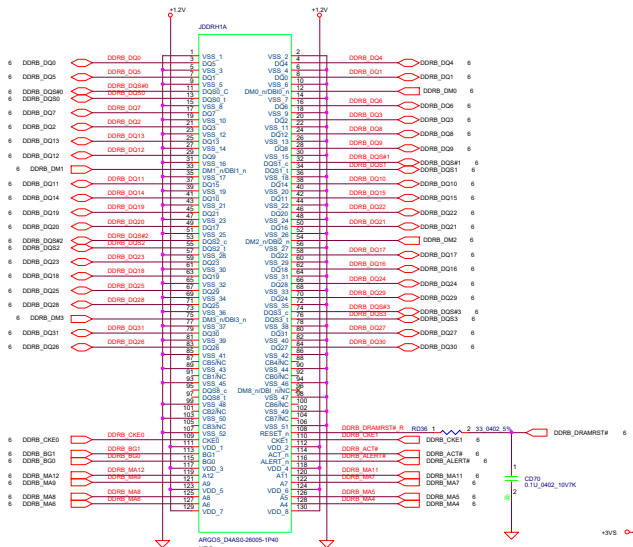 +1.2V +1.2V
JDDRH1A
1 VSS_1 VSS_2 2
6 DDRB_DQ0 DDRB_DQ0 3 DQ5 DQ4 4 DDRB_DQ4 DDRB_DQ4 6
5 VSS_3 VSS_4 6
6 DDRB_DQ5 DDRB_DQ5 7 DQ1 DQ0 8 DDRB_DQ1 DDRB_DQ1 6
9 VSS_5 VSS_6 10
6 DDRB_DQS#0 DDRB_DQS#0 11 DQS0_C DM0_n/DBI0_n 12 DDRB_DM0 6
6 DDRB_DQS0 DDRB_DQS0 13 DQS0_t VSS_7 14
15 VSS_8 DQ6 16 DDRB_DQ6 DDRB_DQ6 6
6 DDRB_DQ7 DDRB_DQ7 17 DQ7 VSS_9 18
19 VSS_10 DQ2 20 DDRB_DQ3 DDRB_DQ3 6
6 DDRB_DQ2 DDRB_DQ2 21 DQ3 VSS_11 22
23 VSS_12 DQ12 24 DDRB_DQ8 DDRB_DQ8 6
6 DDRB_DQ13 DDRB_DQ13 25 DQ13 VSS_13 26
27 VSS_14 DQ8 28 DDRB_DQ9 DDRB_DQ9 6
6 DDRB_DQ12 DDRB_DQ12 29 DQ9 VSS_15 30
31 VSS_16 DQS1_c 32 DDRB_DQS#1 DDRB_DQS#1 6
6 DDRB_DM1 33 DM1_n/DBI1_n DQS1_t 34 DDRB_DQS1 DDRB_DQS1 6
35 VSS_17 VSS_18 36
6 DDRB_DQ11 DDRB_DQ11 37 DQ15 DQ14 38 DDRB_DQ10 DDRB_DQ10 6
39 VSS_19 VSS_20 40
6 DDRB_DQ14 DDRB_DQ14 41 DQ10 DQ11 42 DDRB_DQ15 DDRB_DQ15 6
43 VSS_21 VSS_22 44
6 DDRB_DQ19 DDRB_DQ19 45 DQ21 DQ20 46 DDRB_DQ22 DDRB_DQ22 6
47 VSS_23 VSS_24 48
6 DDRB_DQ20 DDRB_DQ20 49 DQ17 DQ16 50 DDRB_DQ21 DDRB_DQ21 6
51 VSS_25 VSS_26 52
6 DDRB_DQS#2 DDRB_DQS#2 53 DQS2_c DM2_n/DBI2_n 54 DDRB_DM2 6
6 DDRB_DQS2 DDRB_DQS2 55 DQS2_t VSS_27 56
57 VSS_28 DQ22 58 DDRB_DQ17 DDRB_DQ17 6
6 DDRB_DQ23 DDRB_DQ23 59 DQ23 VSS_29 60
61 VSS_30 DQ18 62 DDRB_DQ16 DDRB_DQ16 6
6 DDRB_DQ18 DDRB_DQ18 63 DQ19 VSS_31 64
65 VSS_32 DQ28 66 DDRB_DQ24 DDRB_DQ24 6
6 DDRB_DQ25 DDRB_DQ25 67 DQ29 VSS_33 68
69 VSS_34 DQ24 70 DDRB_DQ29 DDRB_DQ29 6
6 DDRB_DQ28 DDRB_DQ28 71 DQ25 VSS_35 72
73 VSS_36 DQS3_c 74 DDRB_DQS#3 DDRB_DQS#3 6
6 DDRB_DM3 75 DM3_n/DBI3_n DQS3_t 76 DDRB_DQS3 DDRB_DQS3 6
77 VSS_37 VSS_38 78
6 DDRB_DQ31 DDRB_DQ31 79 DQ30 DQ31 80 DDRB_DQ27 DDRB_DQ27 6
81 VSS_39 VSS_40 82
6 DDRB_DQ26 DDRB_DQ26 83 DQ26 DQ27 84 DDRB_DQ30 DDRB_DQ30 6
85 VSS_41 VSS_42 86
87 CB5/NC CB4/NC 88
89 VSS_43 VSS_44 90
91 CB1/NC CB0/NC 92
93 VSS_45 VSS_46 94
95 DQS8_c DM8_n/DBI_n/NC 96
97 DQS8_t VSS_47 98
99 VSS_48 CB6/NC 100
101 CB2/NC VSS_49 102
103 VSS_50 CB7/NC 104
105 CB3/NC VSS_51 106
107 VSS_52 RESET_n 108 DDRB_DRAMRST#_R RD36 1 2 33_0402_5% DDRB_DRAMRST# 6
6 DDRB_CKE0 DDRB_CKE0 109 CKE0 CKE1 110 DDRB_CKE1 DDRB_CKE1 6
111 VDD_1 VDD_2 112
6 DDRB_BG1 DDRB_BG1 113 BG1 ACT_n 114 DDRB_ACT# DDRB_ACT# 6
6 DDRB_BG0 DDRB_BG0 115 BG0 ALERT_n 116 DDRB_ALERT# DDRB_ALERT# 6
117 VDD_3 VDD_4 118
6 DDRB_MA12 DDRB_MA12 119 A12 A11 120 DDRB_MA11 DDRB_MA11 6
6 DDRB_MA9 DDRB_MA9 121 A9 A7 122 DDRB_MA7 DDRB_MA7 6
123 VDD_5 VDD_6 124
6 DDRB_MA8 DDRB_MA8 125 A8 A5 126 DDRB_MA5 DDRB_MA5 6
6 DDRB_MA6 DDRB_MA6 127 A6 A4 128 DDRB_MA4 DDRB_MA4 6
129 VDD_7 VDD_8 130
1
CD70
0.1U_0402_10V7K
2
+3VS
ARGOS_D4AS0-26005-1P40